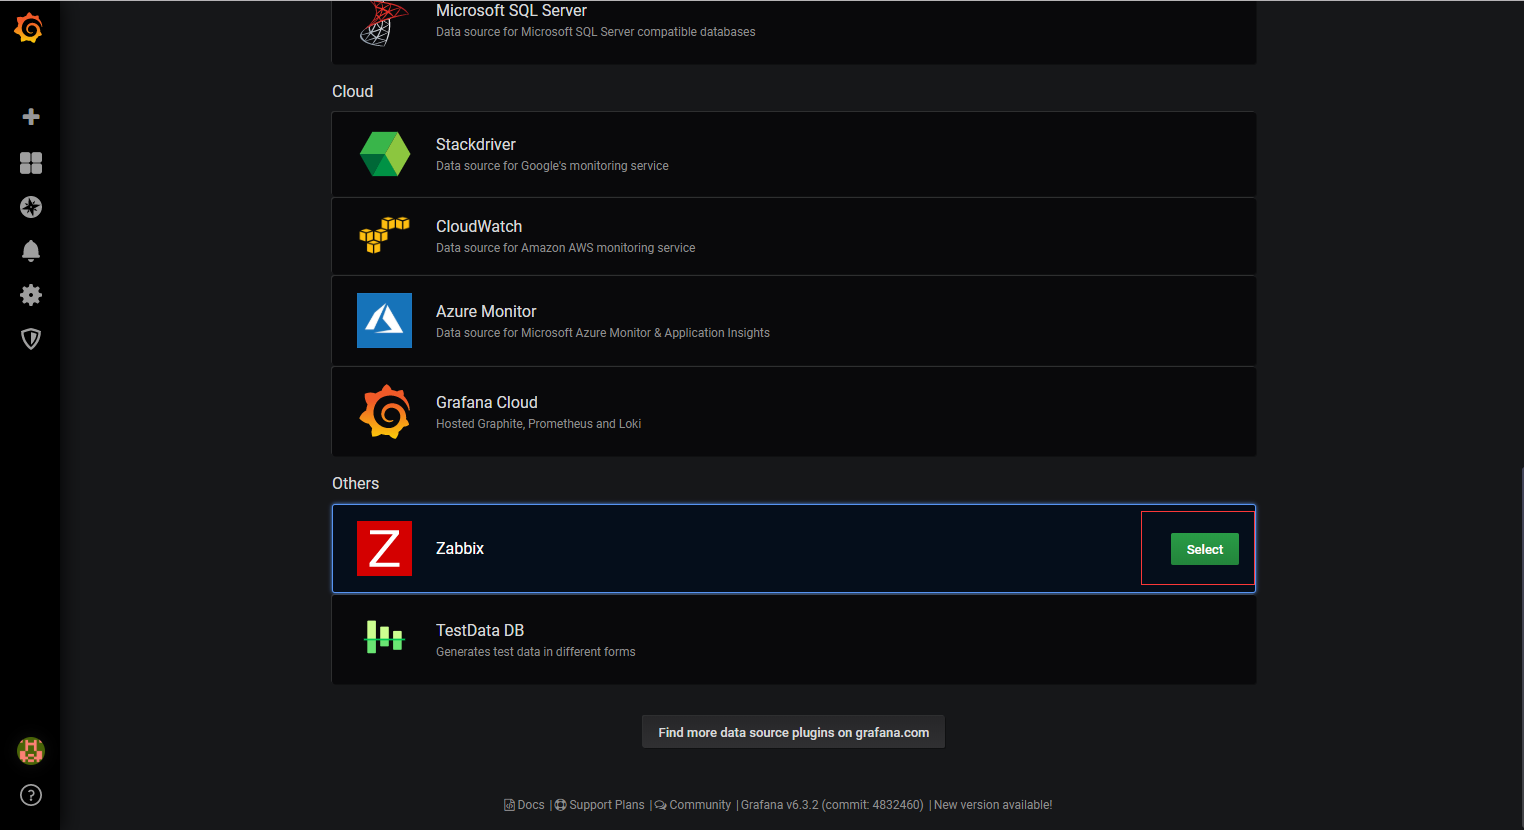 Microsoft SQL Server
Data source for Microsoft SQL Server compatible databases
Cloud
Stackdriver
Data source for Google's monitoring service
CloudWatch
Data source for Amazon AWS monitoring service
Azure Monitor
Data source for Microsoft Azure Monitor & Application Insights
Grafana Cloud
Hosted Graphite, Prometheus and Loki
Others
Z
Zabbix
Select
TestData DB
Generates test data in different forms
Find more data source plugins on grafana.com
Docs | Support Plans | Community | Grafana v6.3.2 (commit: 4832460) | New version available!